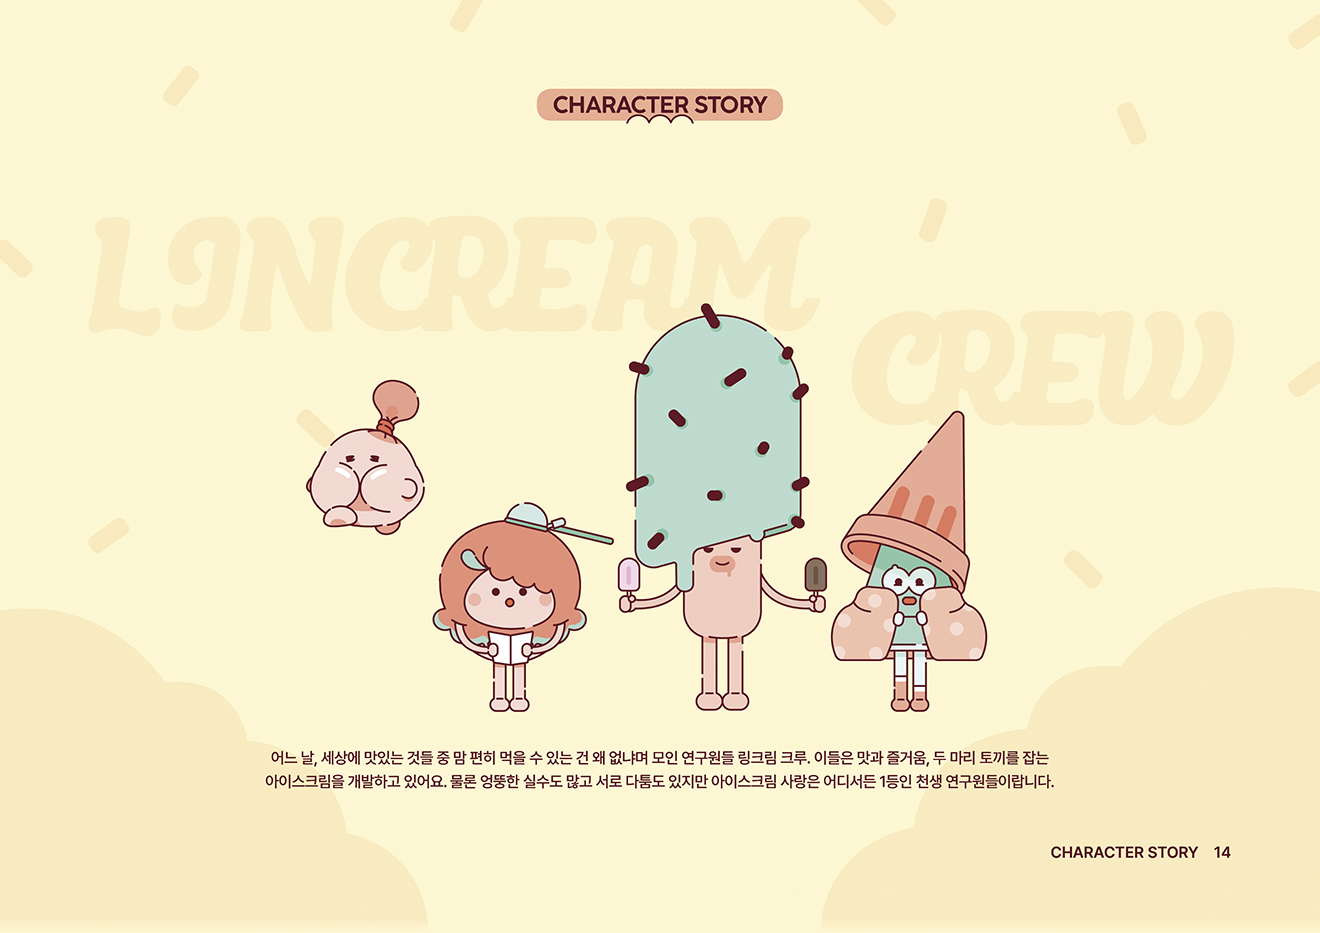 CHARACTER STORY
LINCREAM
CREW
어느 날, 세상에 맛있는 것들 중 맘 편히 먹을 수 있는 건 왜 없냐며 모인 연구원들 링크림 크루. 이들은 맛과 즐거움, 두 마리 토끼를 잡는
아이스크림을 개발하고 있어요. 물론 엉뚱한 실수도 많고 서로 다툼도 있지만 아이스크림 사랑은 어디서든 1등인 천생 연구원들이랍니다.
CHARACTER STORY 14